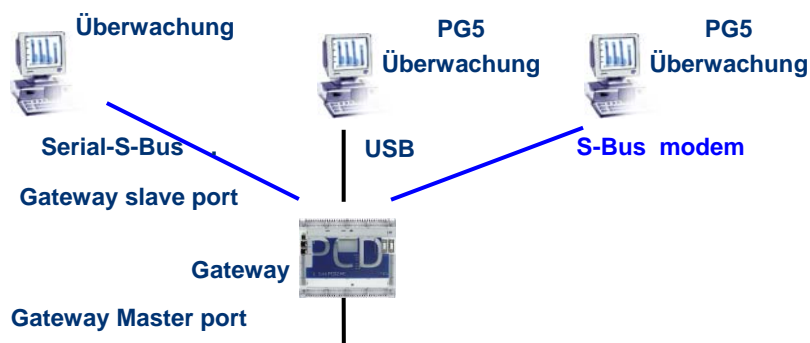 Überwachung
PG5
Überwachung
PG5
Überwachung
Serial-S-Bus .
USB
S-Bus modem
Gateway slave port
PCD
Gateway
Gateway Master port